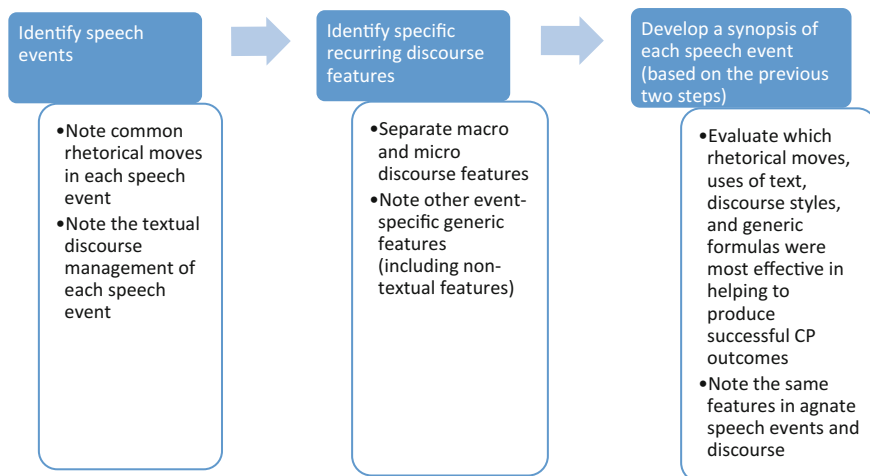 Identify speech
events
•Note common
rhetorical moves
in each speech
event
•Note the textual
discourse
management of
each speech
event
Identify specific
recurring discourse
features
•Separate macro
and micro
discourse features
•Note other event-
specific generic
features
(including non-
textual features)
Develop a synopsis of
each speech event
(based on the previous
two steps)
•Evaluate which
rhetorical moves,
uses of text,
discourse styles,
and generic
formulas were
most effective in
helping to
produce
successful CP
outcomes
•Note the same
features in agnate
speech events and
discourse